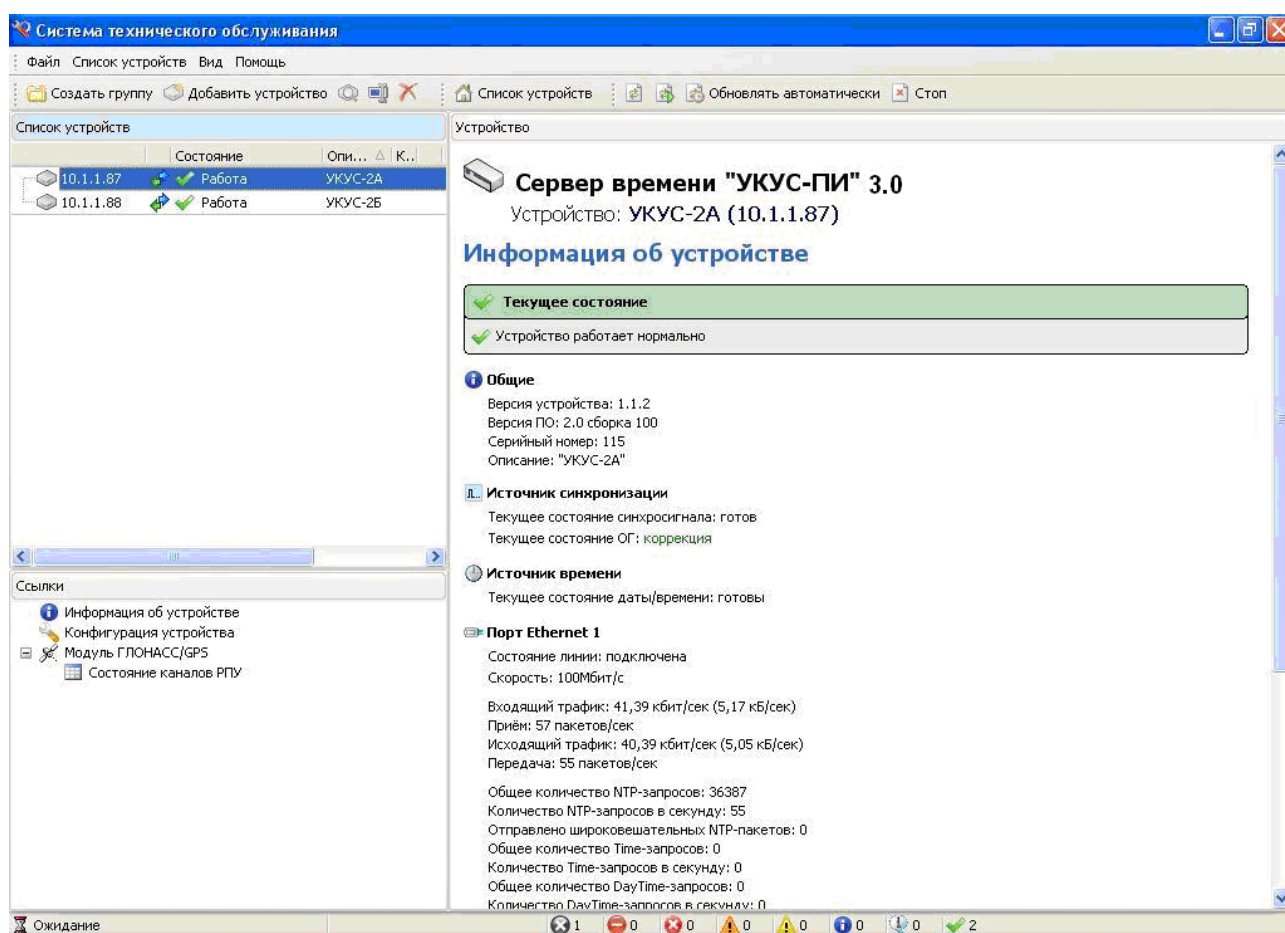 Система технического обслуживания
Файл Список устройств Вид Помощь
Создать группу Добавить устройство Список устройств Обновлять автоматически Стоп
Список устройств
Состояние Опи... К..
10.1.1.87 Работа УКУС-2А
10.1.1.88 Работа УКУС-2Б
Ссылки
Информация об устройстве
Конфигурация устройства
Модуль ГЛОНАСС/GPS
Состояние каналов РПУ
Устройство
Сервер времени "УКУС-ПИ" 3.0
Устройство: УКУС-2А (10.1.1.87)
Информация об устройстве
Текущее состояние
Устройство работает нормально
Общие
Версия устройства: 1.1.2
Версия ПО: 2.0 сборка 100
Серийный номер: 115
Описание: "УКУС-2А"
Источник синхронизации
Текущее состояние синхросигнала: готов
Текущее состояние ОГ: коррекция
Источник времени
Текущее состояние даты/времени: готовы
Порт Ethernet 1
Состояние линии: подключена
Скорость: 100Мбит/с
Входящий трафик: 41,39 кбит/сек (5,17 кБ/сек)
Приём: 57 пакетов/сек
Исходящий трафик: 40,39 кбит/сек (5,05 кБ/сек)
Передача: 55 пакетов/сек
Общее количество NTP-запросов: 36387
Количество NTP-запросов в секунду: 55
Отправлено широковещательных NTP-пакетов: 0
Общее количество Time-запросов: 0
Количество Time-запросов в секунду: 0
Общее количество DayTime-запросов: 0
Количество DayTime-запросов в секунду: 0
Ожидание 1 0 0 0 0 0 0 2